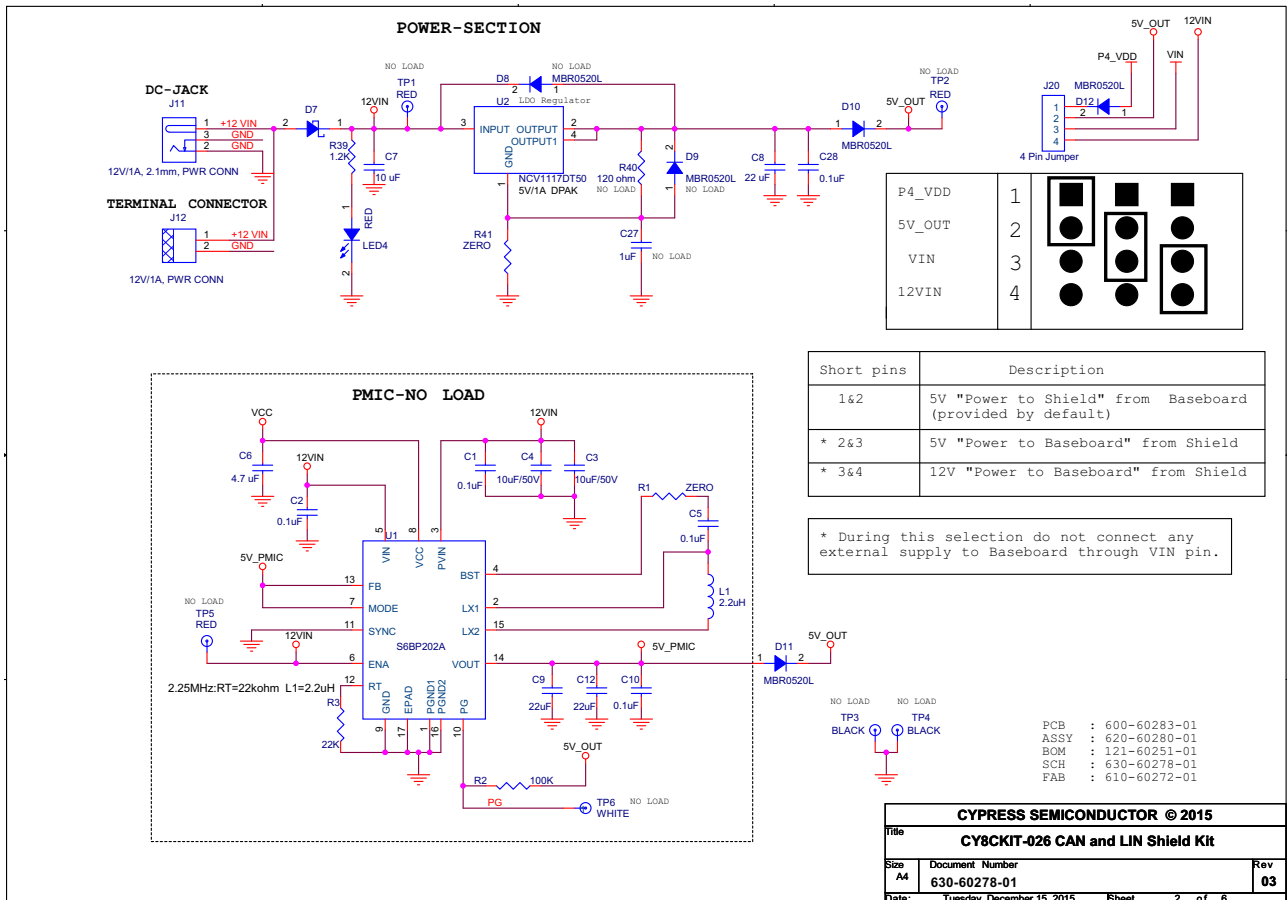 POWER-SECTION
DC-JACK
J11
1 +12 VIN
3 GND
2 GND
12V/1A, 2.1mm, PWR CONN
TERMINAL CONNECTOR
J12
1 +12 VIN
2 GND
12V/1A, PWR CONN
D7
2 1
12VIN
NO LOAD
TP1
RED
R39
1.2K
C7
10 uF
1
RED
LED4
2
D8
NO LOAD
MBR0520L
2 1
LDO Regulator
U2
3 INPUT OUTPUT 2
OUTPUT1 4
GND
1
NCV1117DT50
5V/1A DPAK
R40
120 ohm
NO LOAD
2
D9
MBR0520L
1
NO LOAD
R41
ZERO
C27
1uF
NO LOAD
C8
22 uF
C28
0.1uF
D10
1 2
MBR0520L
5V_OUT
NO LOAD
TP2
RED
5V_OUT
12VIN
P4_VDD
VIN
J20
MBR0520L
D12
1
2
3
4
1
2
4 Pin Jumper
P4_VDD 1
5V_OUT 2
VIN 3
12VIN 4
Short pins Description
1&2 5V "Power to Shield" from Baseboard
(provided by default)
* 2&3 5V "Power to Baseboard" from Shield
* 3&4 12V "Power to Baseboard" from Shield
* During this selection do not connect any
external supply to Baseboard through VIN pin.
PMIC-NO LOAD
VCC
C6
4.7 uF
12VIN
C2
0.1uF
12VIN
C1
0.1uF
C4
10uF/50V
C3
10uF/50V
R1 ZERO
C5
0.1uF
L1
2.2uH
5V_PMIC
NO LOAD
TP5
RED
12VIN
U1
S6BP202A
5 VIN
8 VCC
3 PVIN
13 FB
7 MODE
11 SYNC
6 ENA
12 RT
BST 4
LX1 2
LX2 15
VOUT 14
GND 9
EPAD 17
PGND1 1
PGND2 16
PG 10
2.25MHz:RT=22kohm L1=2.2uH
R3
22K
5V_PMIC
C9
22uF
C12
22uF
C10
0.1uF
D11
1 2
MBR0520L
5V_OUT
5V_OUT
R2 100K
PG
TP6
WHITE
NO LOAD
NO LOAD
TP3
BLACK
NO LOAD
TP4
BLACK
PCB : 600-60283-01
ASSY : 620-60280-01
BOM : 121-60251-01
SCH : 630-60278-01
FAB : 610-60272-01
CYPRESS SEMICONDUCTOR © 2015
Title
CY8CKIT-026 CAN and LIN Shield Kit
Size Document Number Rev
A4 630-60278-01 03
Date: Tuesday, December 15, 2015 Sheet 2 of 6